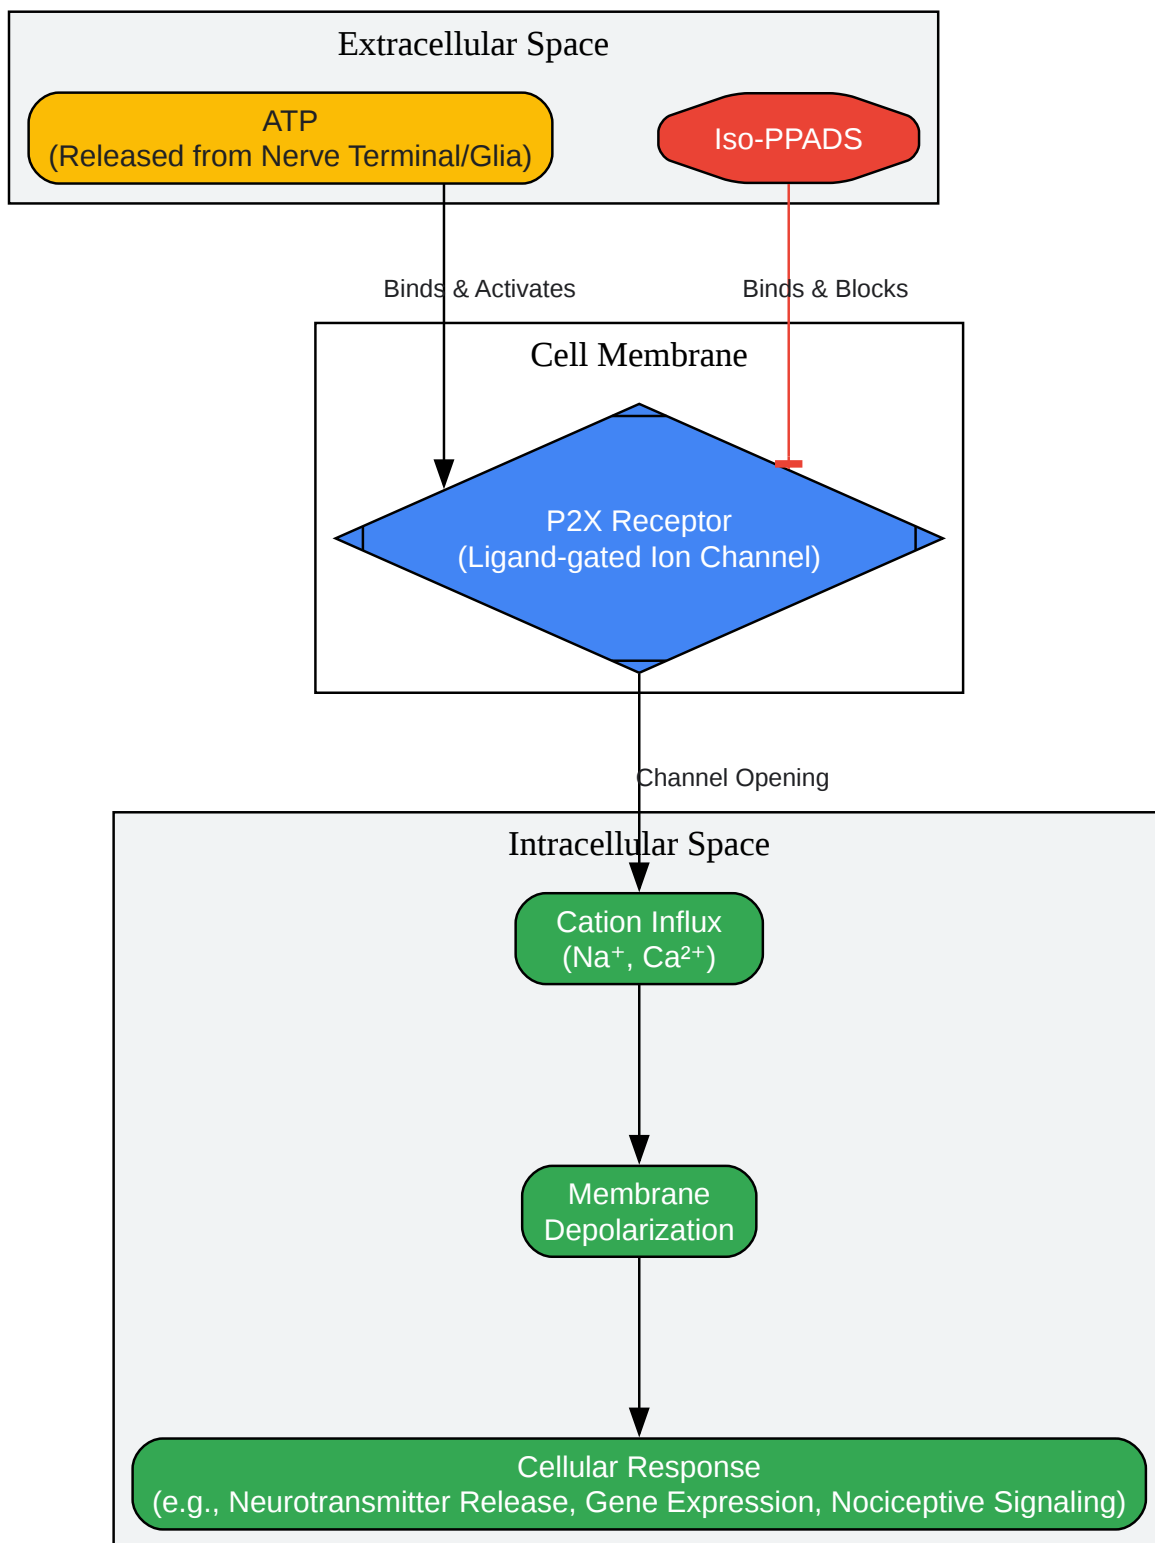 Extracellular Space
ATP
(Released from Nerve Terminal/Glia)
Iso-PPADS
Binds & Activates
Binds & Blocks
Cell Membrane
P2X Receptor
(Ligand-gated Ion Channel)
Channel Opening
Intracellular Space
Cation Influx
(Na⁺, Ca²⁺)
Membrane
Depolarization
Cellular Response
(e.g., Neurotransmitter Release, Gene Expression, Nociceptive Signaling)